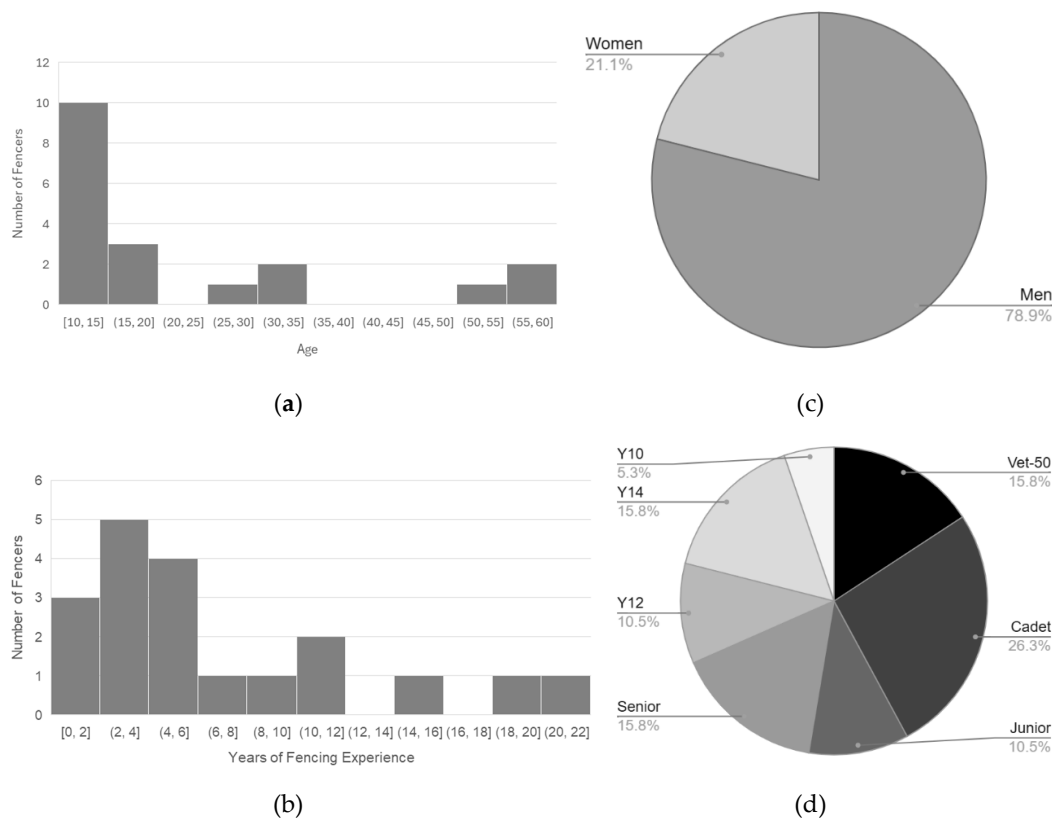 12
10
8
6
4
2
0
Number of Fencers
[10, 15] (15, 20] (20, 25] (25, 30] (30, 35] (35, 40] (40, 45] (45, 50] (50, 55] (55, 60]
Age
(a)
Women
21.1%
Men
78.9%
(c)
6
5
4
3
2
1
0
Number of Fencers
[0, 2] (2, 4] (4, 6] (6, 8] (8, 10] (10, 12] (12, 14] (14, 16] (16, 18] (18, 20] (20, 22]
Years of Fencing Experience
(b)
Y10
5.3%
Y14
15.8%
Y12
10.5%
Senior
15.8%
Vet-50
15.8%
Cadet
26.3%
Junior
10.5%
(d)